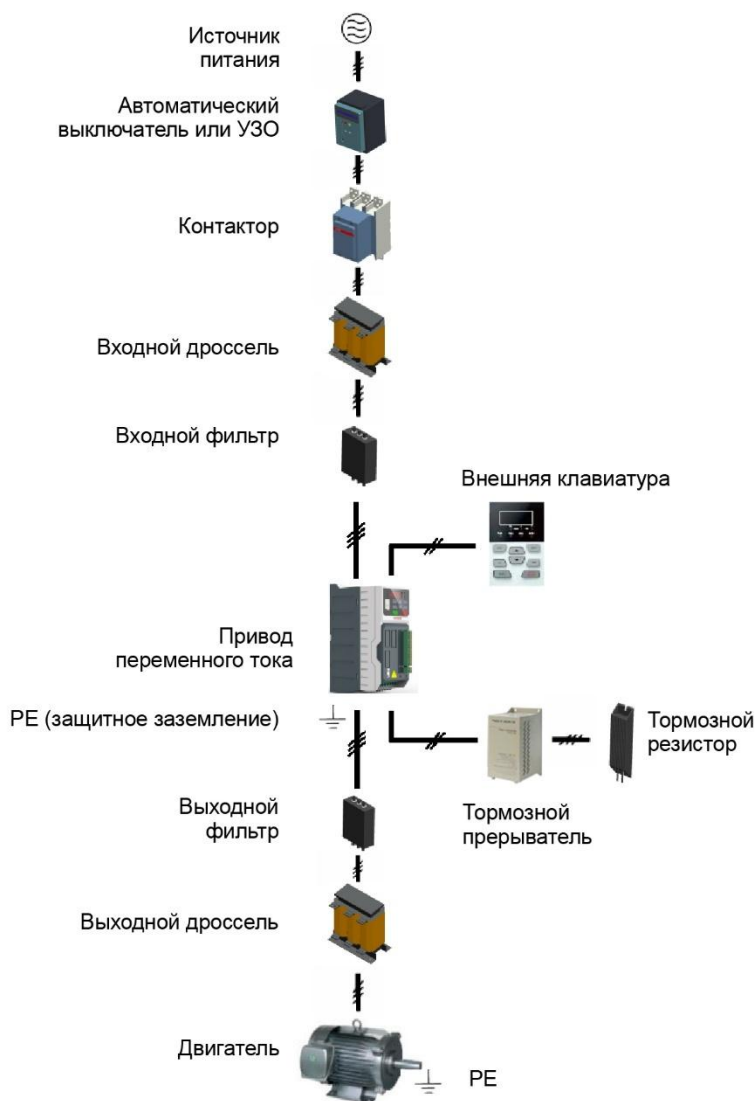 Источник
питания
Автоматический
выключатель или УЗО
Контактор
Входной дроссель
Входной фильтр
Внешняя клавиатура
Привод
переменного тока
PE (защитное заземление)
Тормозной
резистор
Выходной
фильтр
Тормозной
прерыватель
Выходной дроссель
Двигатель
PE